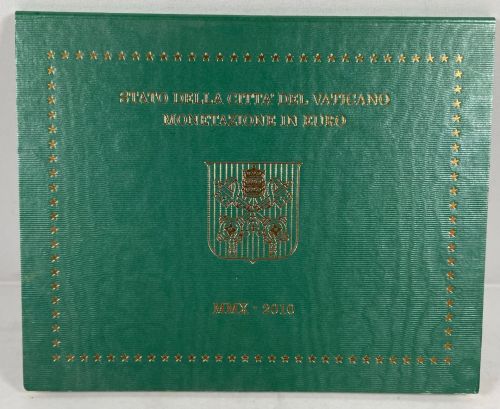 STATO DELLA CITTA' DEL VATICANO
MONETAZIONE IN EURO
MMX - 2010